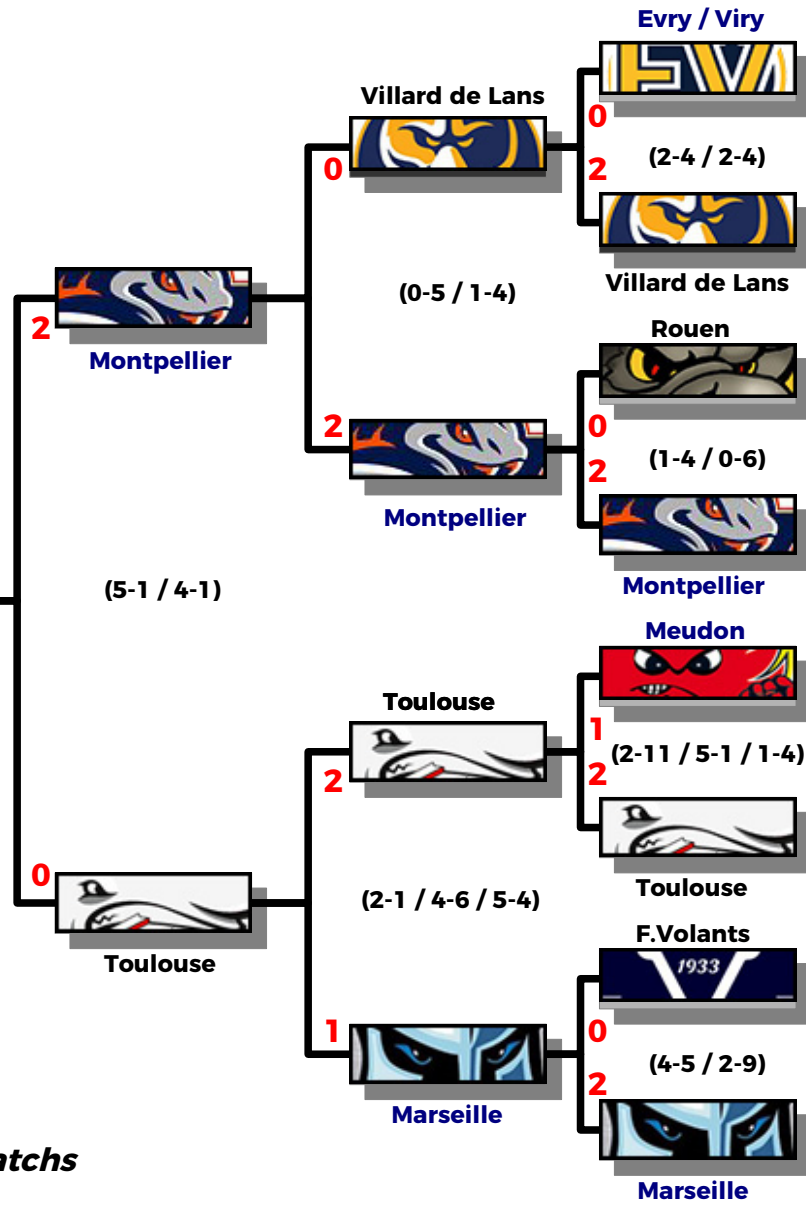 Evry / Viry
EV
0
(2-4 / 2-4)
2
Villard de Lans
Villard de Lans
0
(0-5 / 1-4)
Rouen
0
(1-4 / 0-6)
2
Montpellier
2
Montpellier
2
Montpellier
(5-1 / 4-1)
Meudon
1
(2-11 / 5-1 / 1-4)
2
Toulouse
Toulouse
2
(2-1 / 4-6 / 5-4)
0
Toulouse
F.Volants
1933
0
(4-5 / 2-9)
2
Marseille
1
Marseille